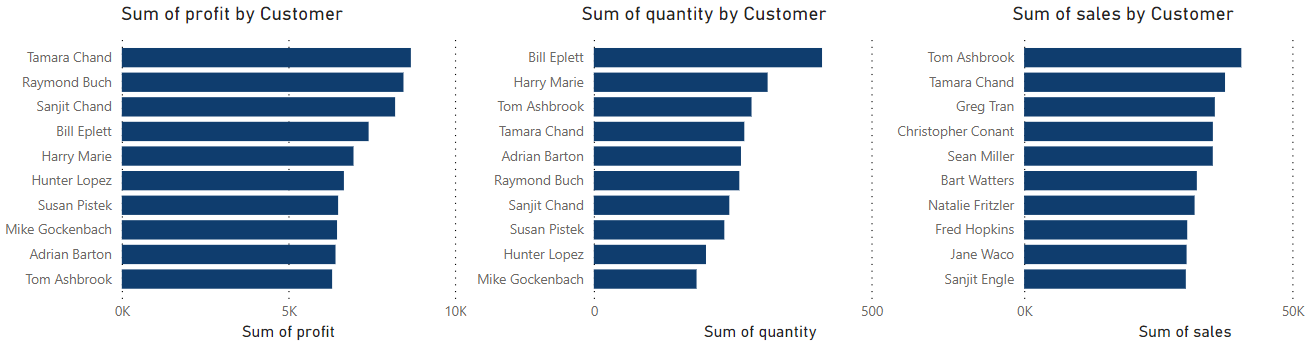 Sum of profit by Customer
Tamara Chand
Raymond Buch
Sanjit Chand
Bill Eplett
Harry Marie
Hunter Lopez
Susan Pistek
Mike Gockenbach
Adrian Barton
Tom Ashbrook
0K
5K
10K
Sum of profit
Sum of quantity by Customer
Bill Eplett
Harry Marie
Tom Ashbrook
Tamara Chand
Adrian Barton
Raymond Buch
Sanjit Chand
Susan Pistek
Hunter Lopez
Mike Gockenbach
0
500
Sum of quantity
Sum of sales by Customer
Tom Ashbrook
Tamara Chand
Greg Tran
Christopher Conant
Sean Miller
Bart Watters
Natalie Fritzler
Fred Hopkins
Jane Waco
Sanjit Engle
0K
50K
Sum of sales